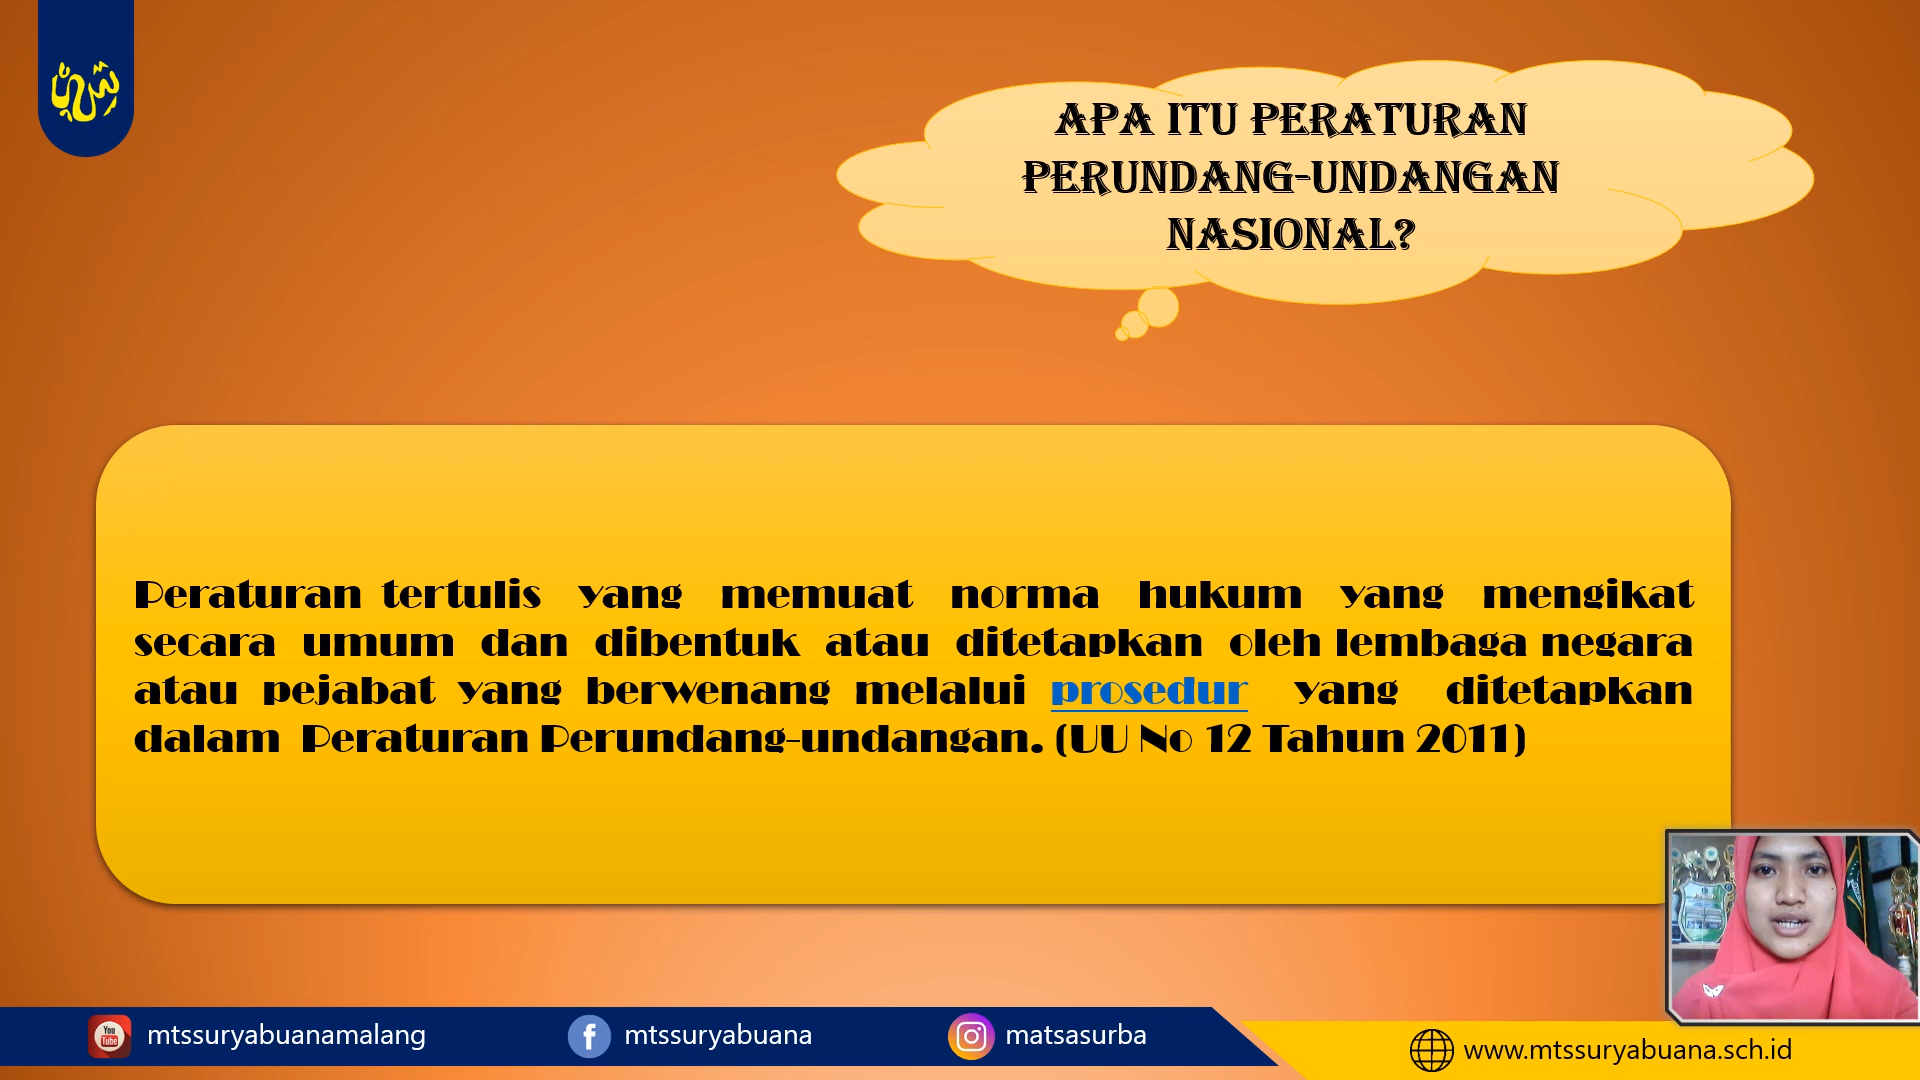 APA ITU PERATURAN
PERUNDANG-UNDANGAN
NASIONAL?
Peraturan tertulis yang memuat norma hukum yang mengikat
secara umum dan dibentuk atau ditetapkan oleh lembaga negara
atau pejabat yang berwenang melalui prosedur yang ditetapkan
dalam Peraturan Perundang-undangan. (UU No 12 Tahun 2011)
You
Tube
mtssuryabuanamalang
mtssuryabuana
matsasurba
www.mtssuryabuana.sch.id